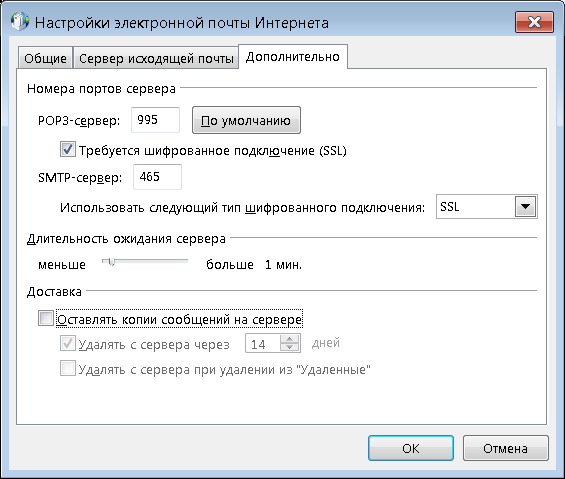 Настройки электронной почты Интернета
Общие Сервер исходящей почты Дополнительно
Номера портов сервера
POP3-сервер: 995 По умолчанию
Требуется шифрованное подключение (SSL)
SMTP-сервер: 465
Использовать следующий тип шифрованного подключения: SSL
Длительность ожидания сервера
меньше больше 1 мин.
Доставка
Оставлять копии сообщений на сервере
Удалять с сервера через 14 дней
Удалять с сервера при удалении из "Удаленные"
ОК Отмена